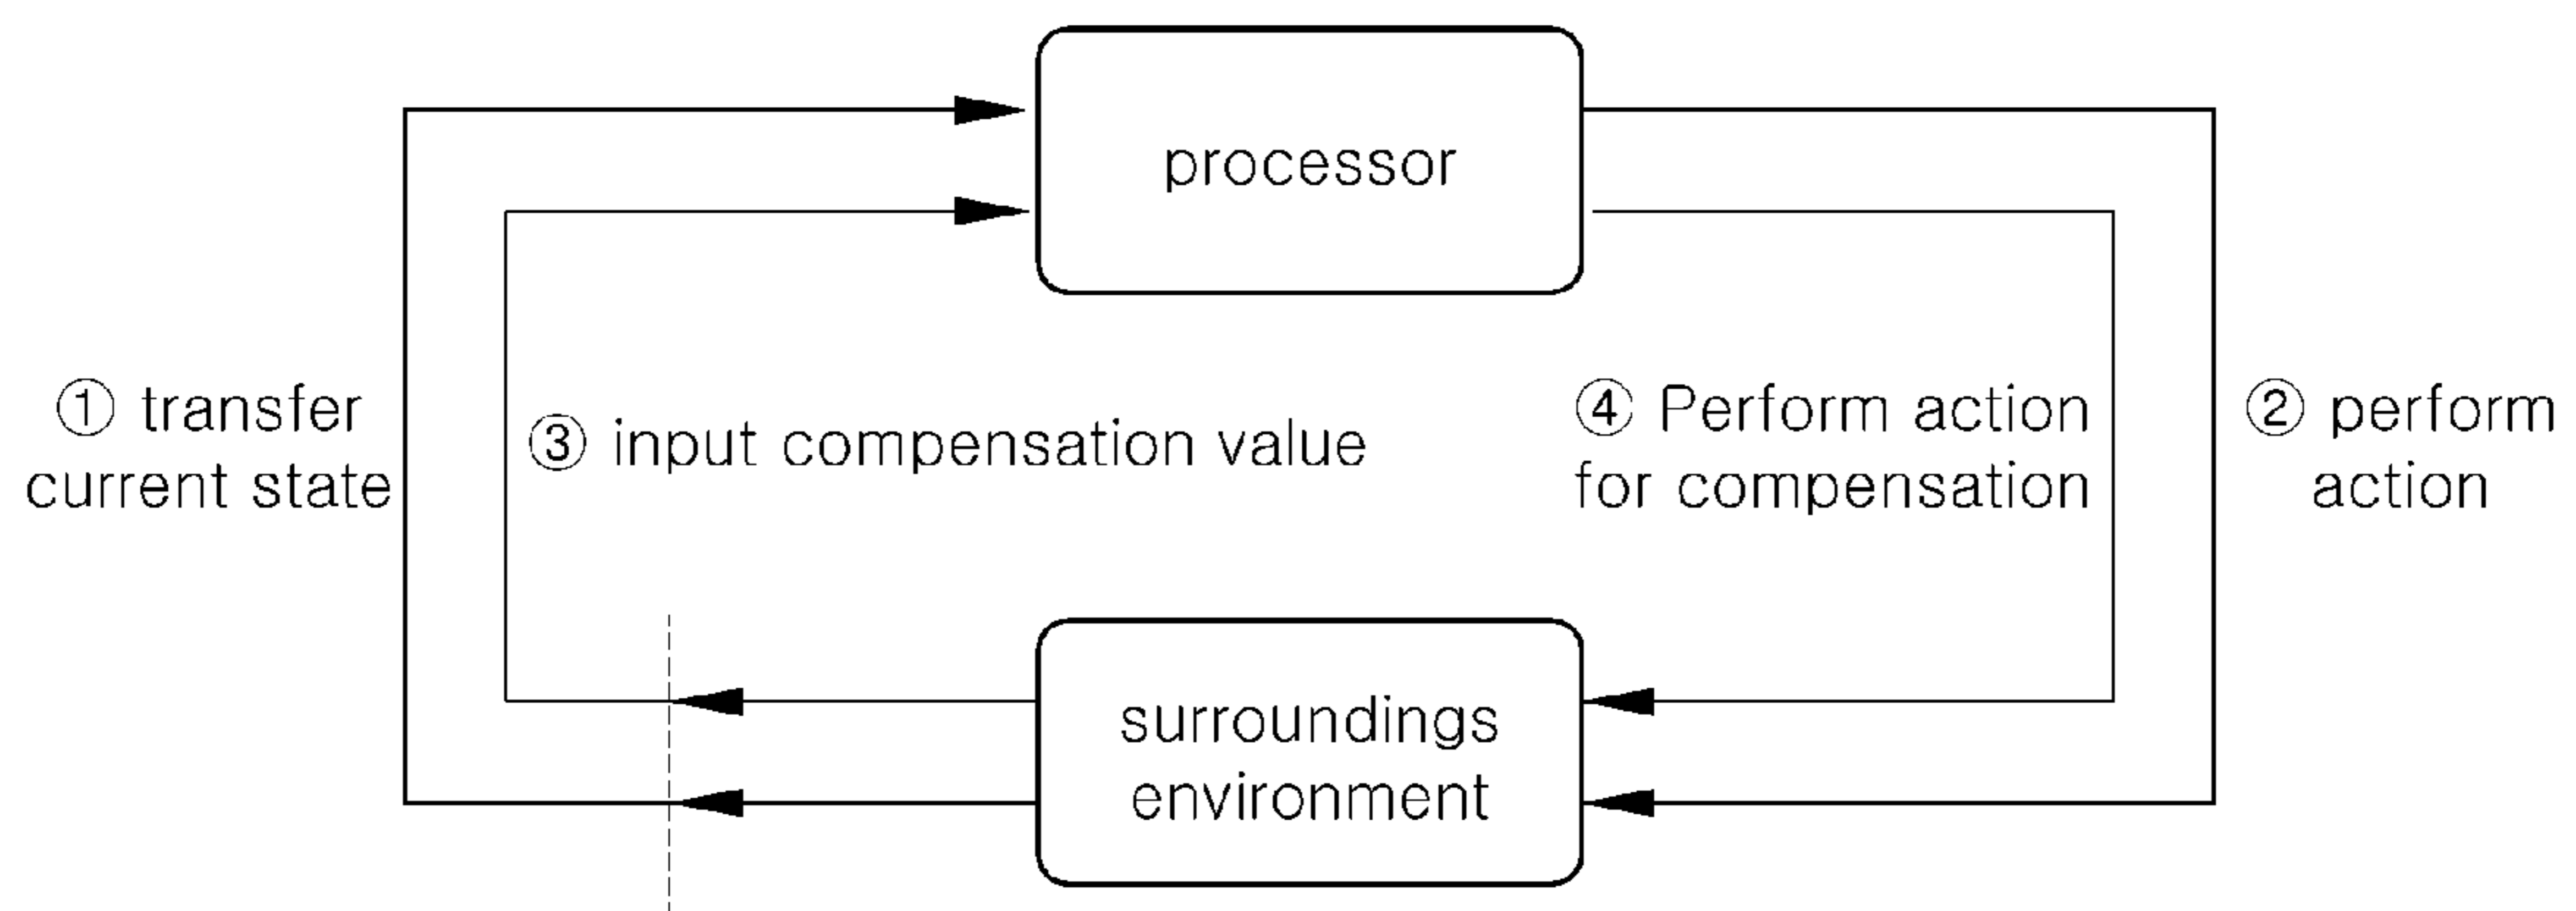 processor
① transfer
current state
③ input compensation value
④ Perform action
for compensation
② perform
action
surroundings
environment